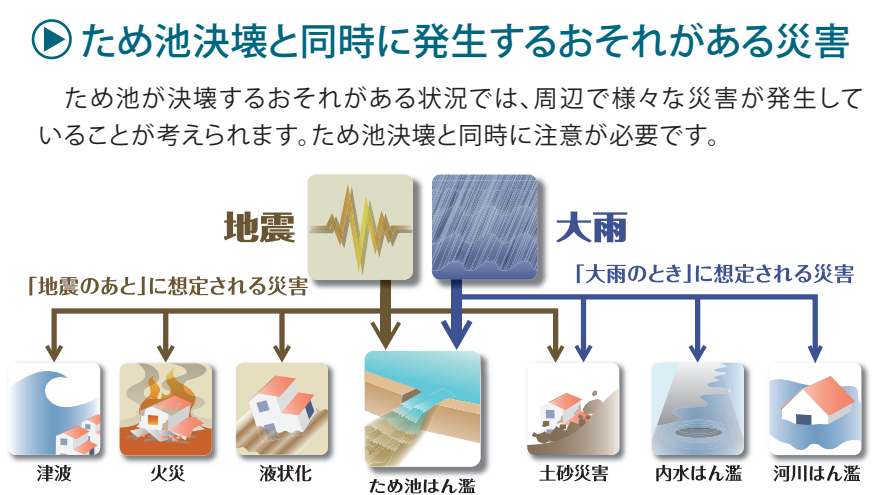 ため池決壊と同時に発生するおそれがある災害
ため池が決壊するおそれがある状況では、周辺で様々な災害が発生して
いることが考えられます。ため池決壊と同時に注意が必要です。
地震
大雨
「地震のあと」に想定される災害
「大雨のとき」に想定される災害
津波
火災
液状化
ため池はん濫
土砂災害
内水はん濫
河川はん濫